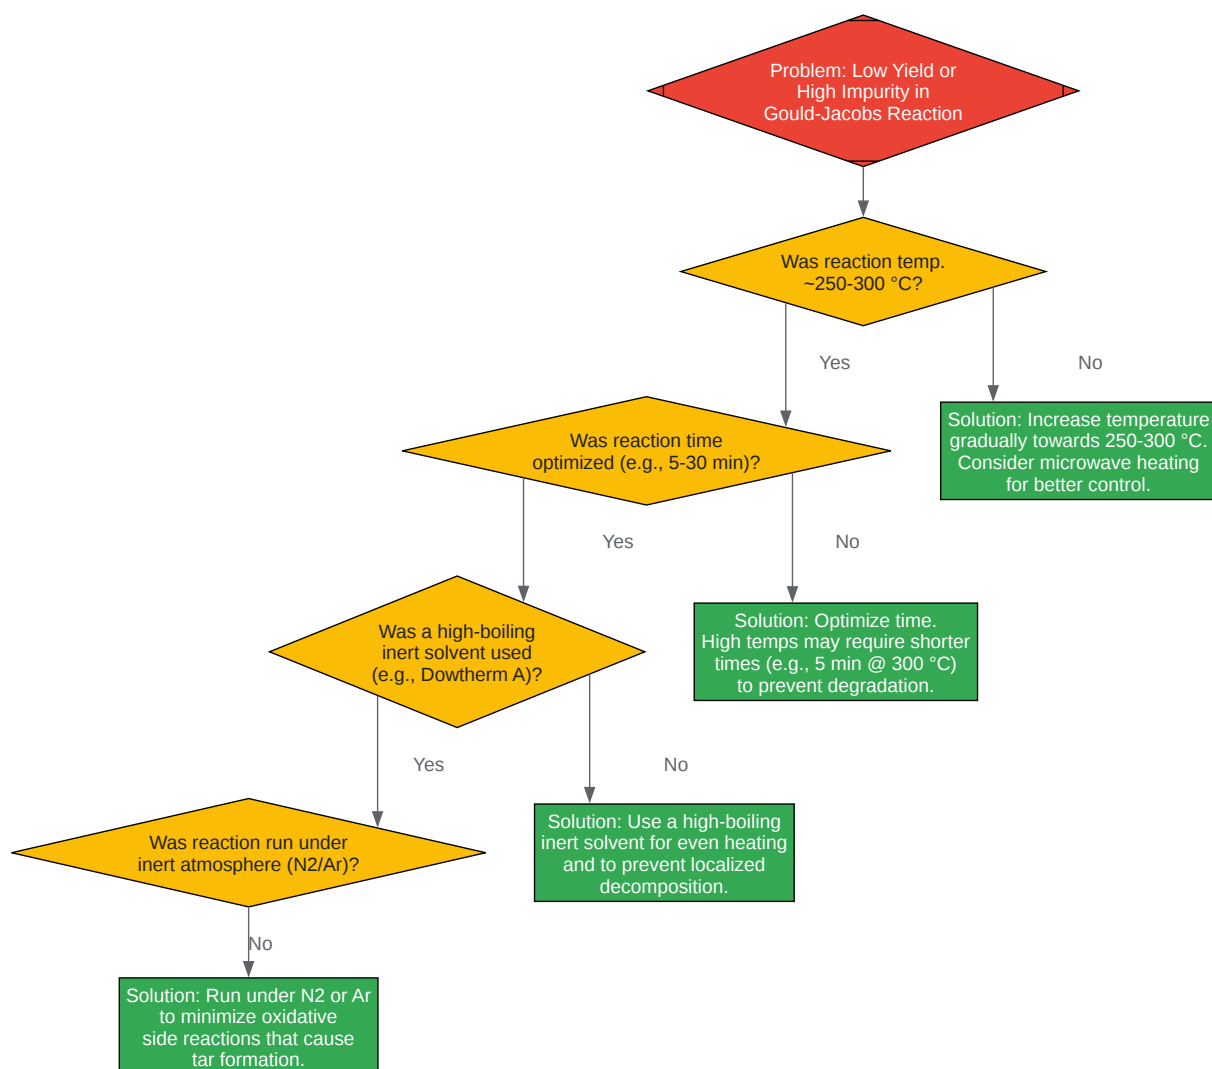 Problem: Low Yield or
High Impurity in
Gould-Jacobs Reaction
Was reaction temp.
~250-300 °C?
Yes
No
Solution: Increase temperature
gradually towards 250-300 °C.
Consider microwave heating
for better control.
Was reaction time
optimized (e.g., 5-30 min)?
Yes
No
Solution: Optimize time.
High temps may require shorter
times (e.g., 5 min @ 300 °C)
to prevent degradation.
Was a high-boiling
inert solvent used
(e.g., Dowtherm A)?
Yes
No
Solution: Use a high-boiling
inert solvent for even heating
and to prevent localized
decomposition.
Was reaction run under
inert atmosphere (N2/Ar)?
No
Solution: Run under N2 or Ar
to minimize oxidative
side reactions that cause
tar formation.